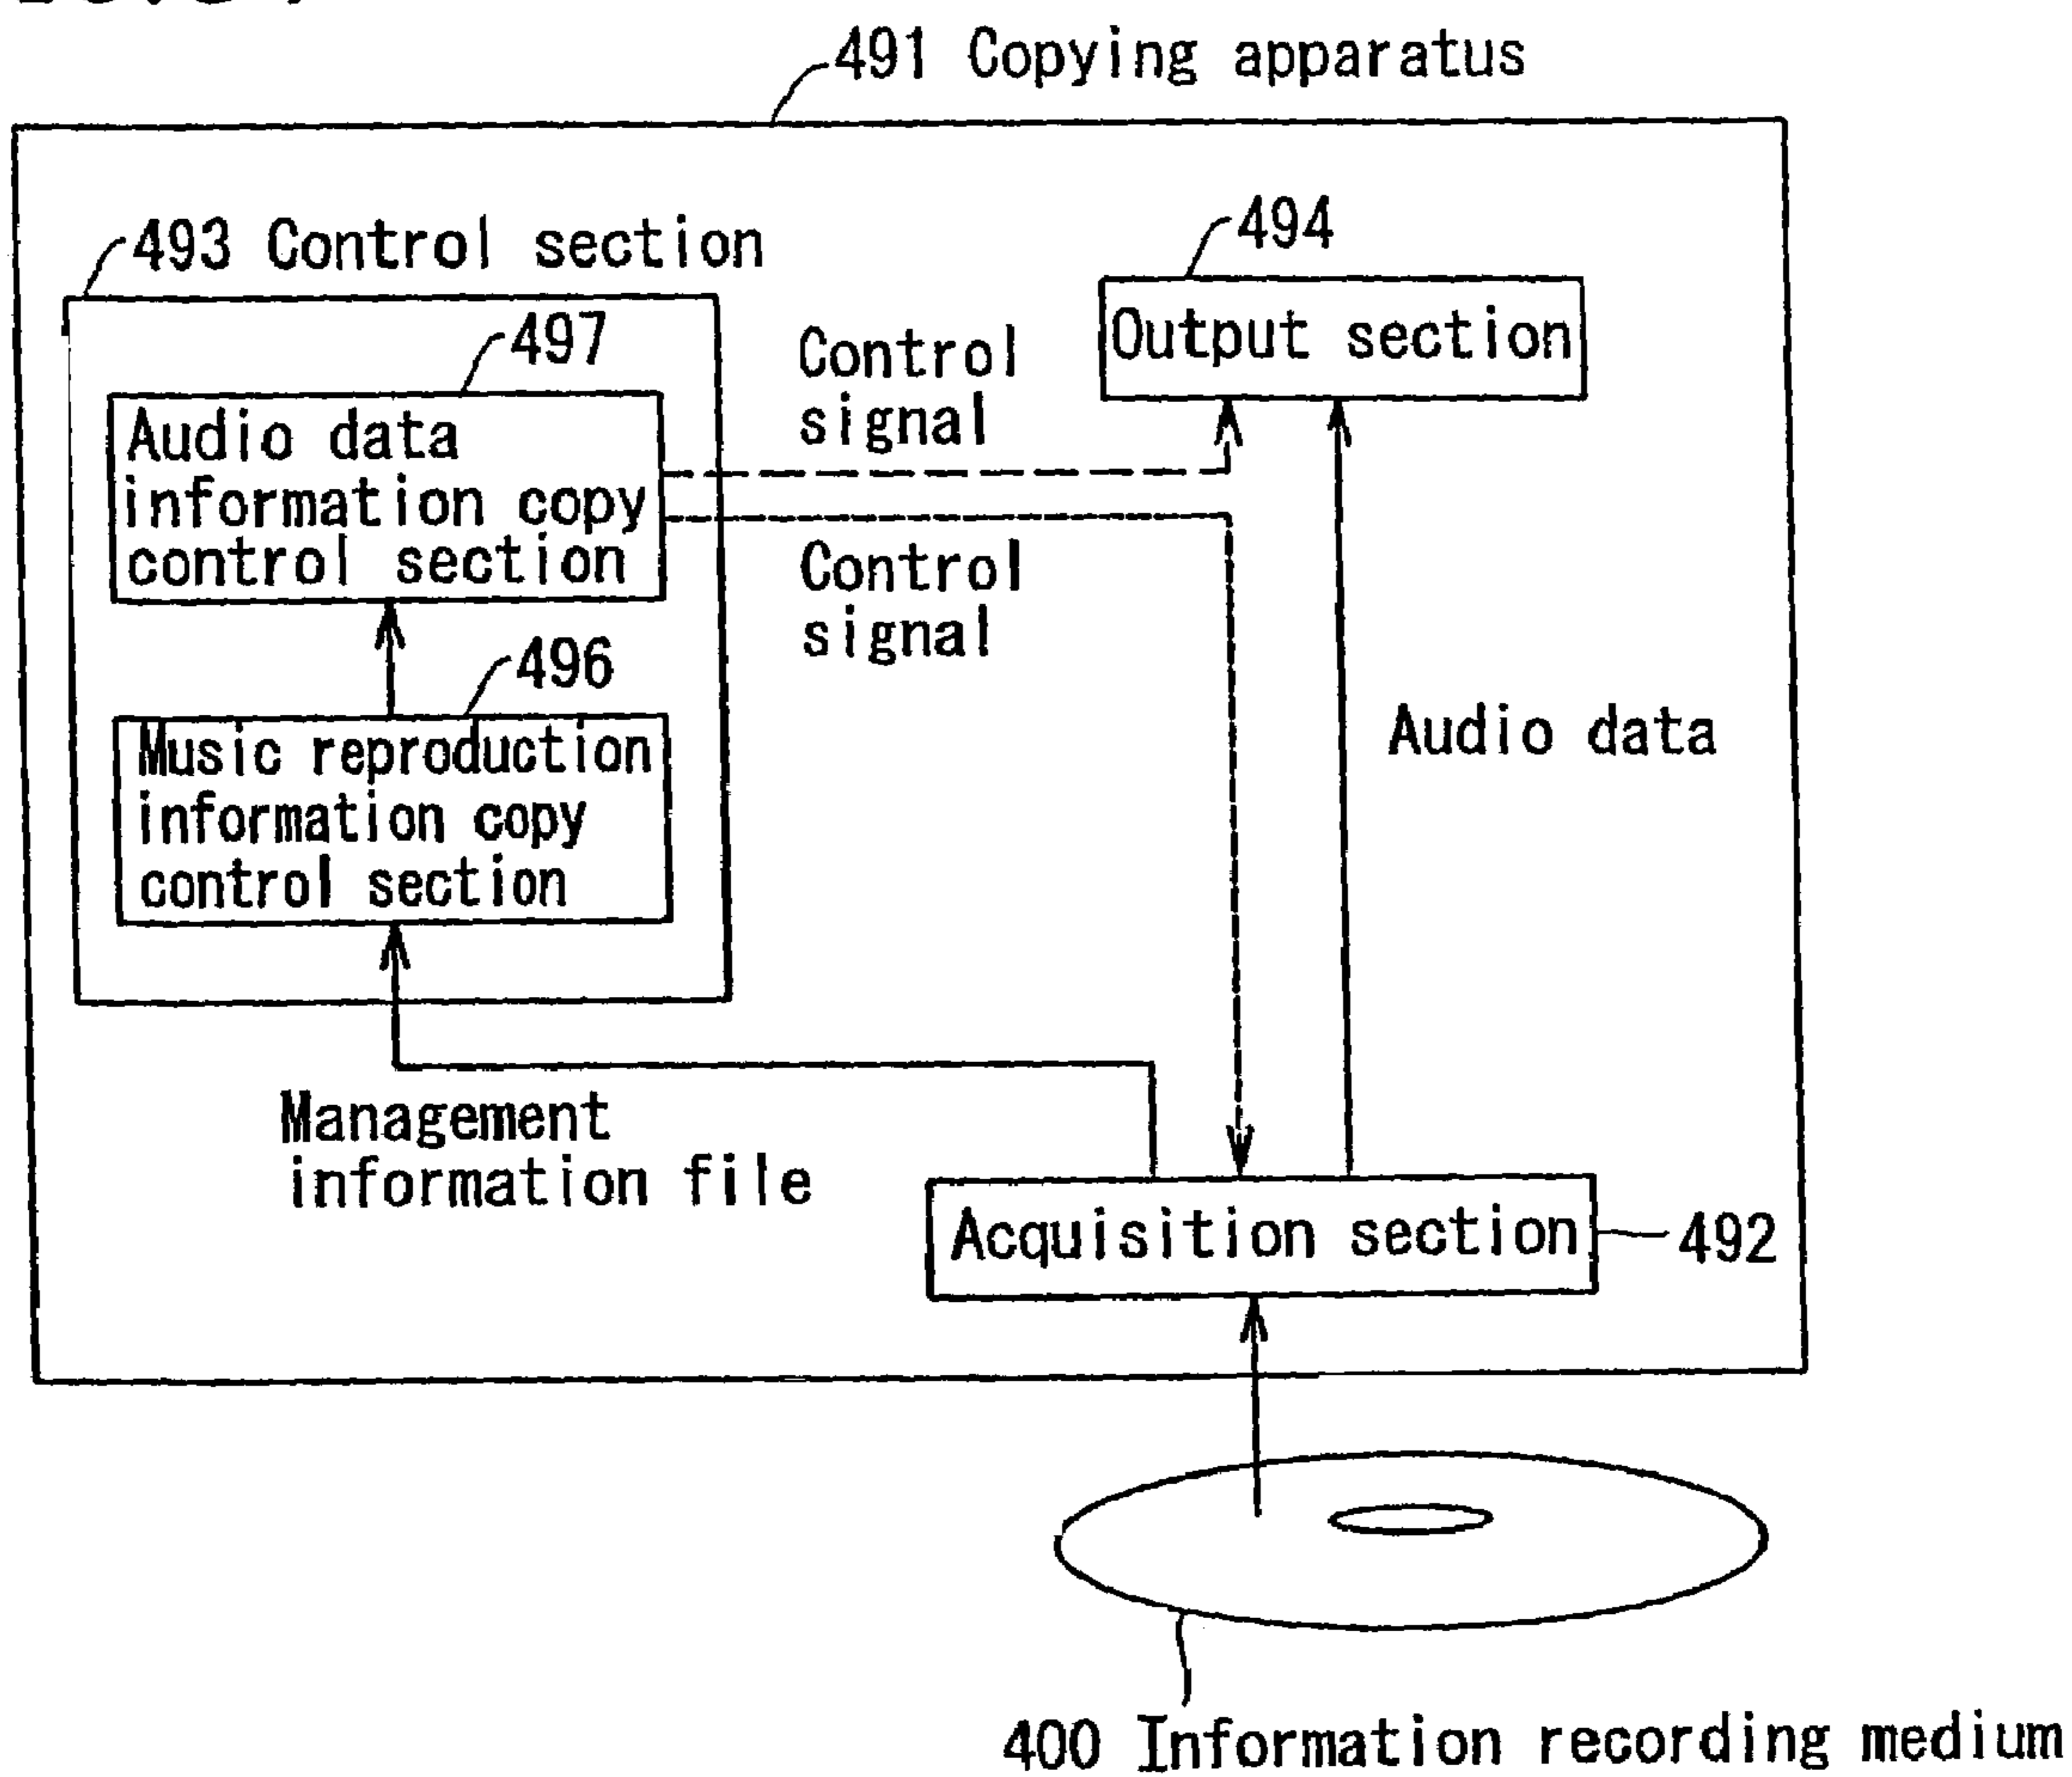 491 Copying apparatus
493 Control section
494
Output section
497
Audio data
information copy
control section
Control
signal
Control
signal
496
Music reproduction
information copy
control section
Audio data
Management
information file
Acquisition section
492
400 Information recording medium